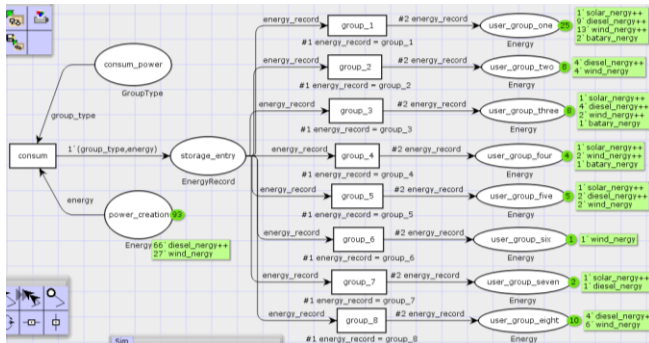 energy_record
group_1
#2 energy_record
user_group_one
25
1`solar_nergy++
9`diesel_nergy++
13`wind_nergy++
2`batary_nergy
#1 energy_record = group_1
Energy
consum_power
GroupType
energy_record
group_2
#2 energy_record
user_group_two
8
4`diesel_nergy++
4`wind_nergy
#1 energy_record = group_2
Energy
energy_record
group_3
#2 energy_record
user_group_three
8
1`solar_nergy++
4`diesel_nergy++
2`wind_nergy++
1`batary_nergy
#1 energy_record = group_3
Energy
group_type
consum
1`(group_type,energy)
storage_entry
EnergyRecord
energy_record
group_4
#2 energy_record
user_group_four
4
1`solar_nergy++
2`wind_nergy++
1`batary_nergy
#1 energy_record = group_4
Energy
energy
power_creation
93
Energy
66`diesel_nergy++
27`wind_nergy
energy_record
group_5
#2 energy_record
user_group_five
5
1`solar_nergy++
2`diesel_nergy++
2`wind_nergy
#1 energy_record = group_5
Energy
energy_record
group_6
#2 energy_record
user_group_six
1
1`wind_nergy
#1 energy_record = group_6
Energy
energy_record
group_7
#2 energy_record
user_group_seven
2
1`solar_nergy++
1`diesel_nergy
#1 energy_record = group_7
Energy
energy_record
group_8
#2 energy_record
user_group_eight
10
4`diesel_nergy++
6`wind_nergy
#1 energy_record = group_8
Energy
Sim